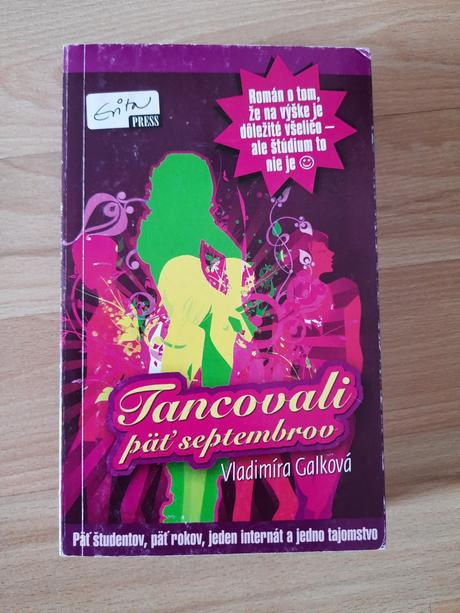 Evita
PRESS
Román o tom,
že na výške je
dôležité všeličo –
ale štúdium to
nie je
Tancovali
päť septembrov
Vladimíra Galková
Päť študentov, päť rokov, jeden internát a jedno tajomstvo